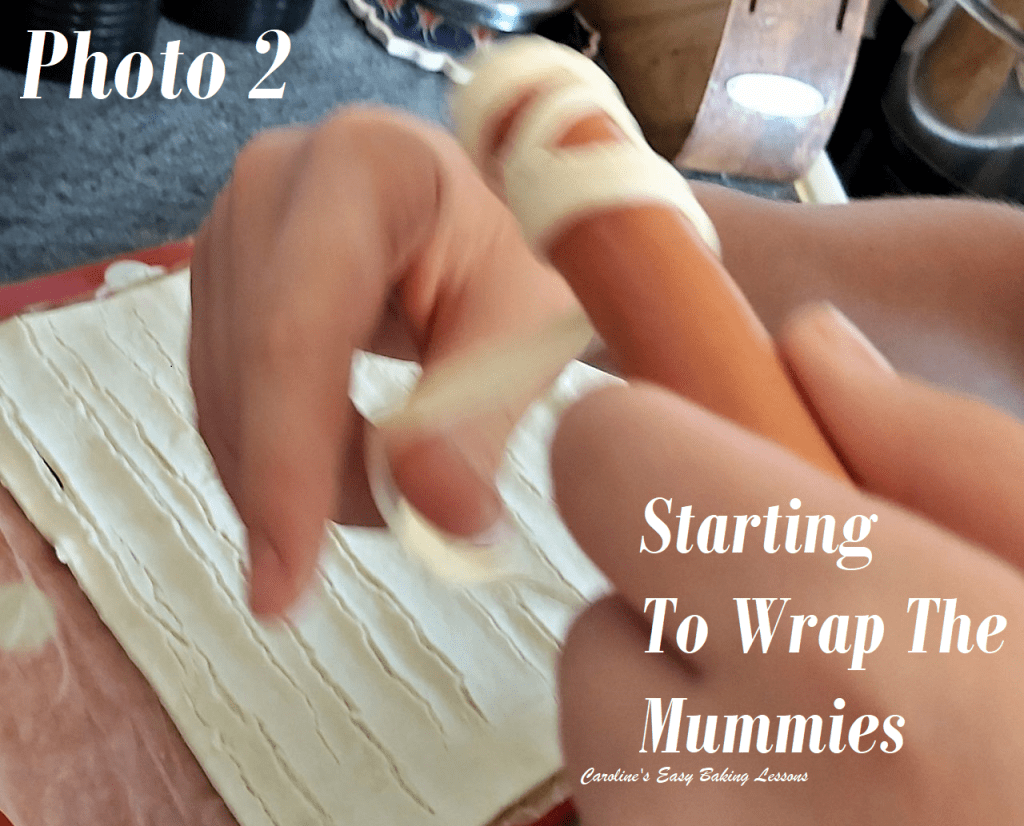 Photo 2
Starting
To Wrap The
Mummies
Caroline's Easy Baking Lessons